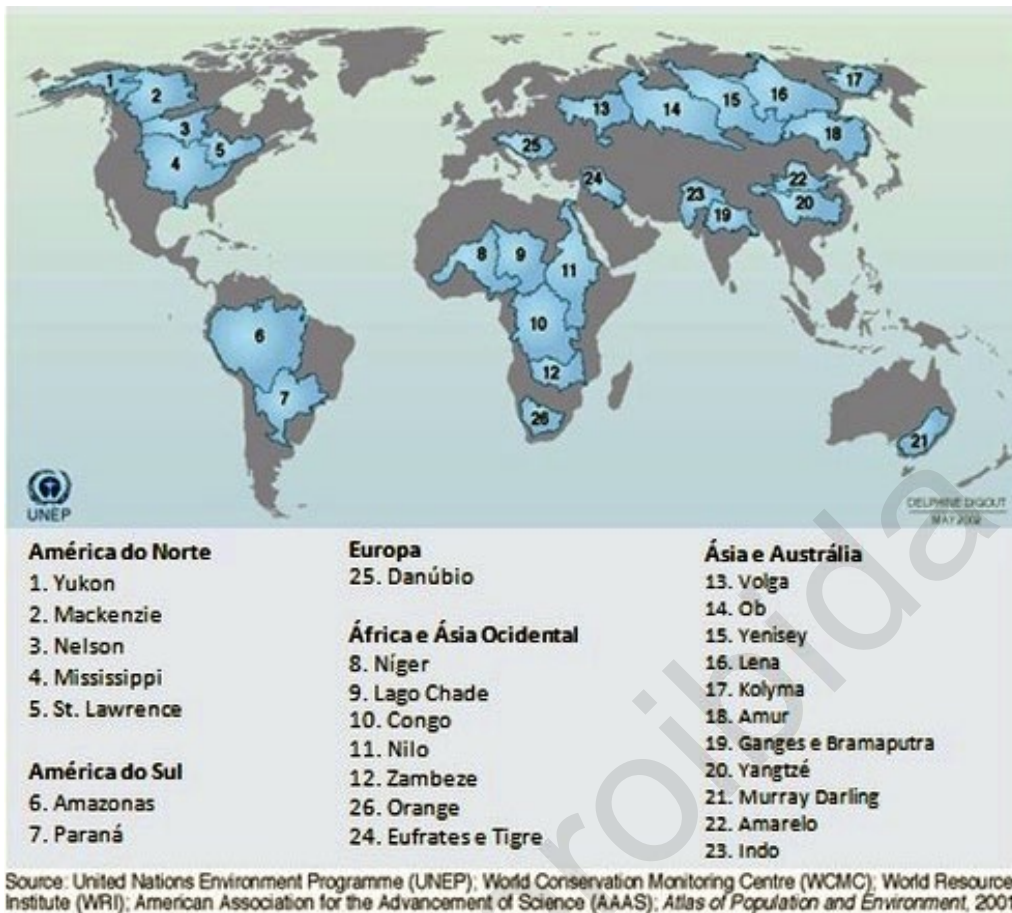 1
2
3
4
5
6
7
8
9
10
11
12
13
14
15
16
17
18
19
20
21
22
23
24
25
26
UNEP
DELPHINE DIGOUT
MAY 2002
América do Norte
1. Yukon
2. Mackenzie
3. Nelson
4. Mississippi
5. St. Lawrence
América do Sul
6. Amazonas
7. Paraná
Europa
25. Danúbio
África e Ásia Ocidental
8. Níger
9. Lago Chade
10. Congo
11. Nilo
12. Zambeze
26. Orange
24. Eufrates e Tigre
Ásia e Austrália
13. Volga
14. Ob
15. Yenisey
16. Lena
17. Kolyma
18. Amur
19. Ganges e Bramaputra
20. Yangtzé
21. Murray Darling
22. Amarelo
23. Indo
Source: United Nations Environment Programme (UNEP); World Conservation Monitoring Centre (WCMC); World Resource
Institute (WRI); American Association for the Advancement of Science (AAAS); Atlas of Population and Environment, 2001